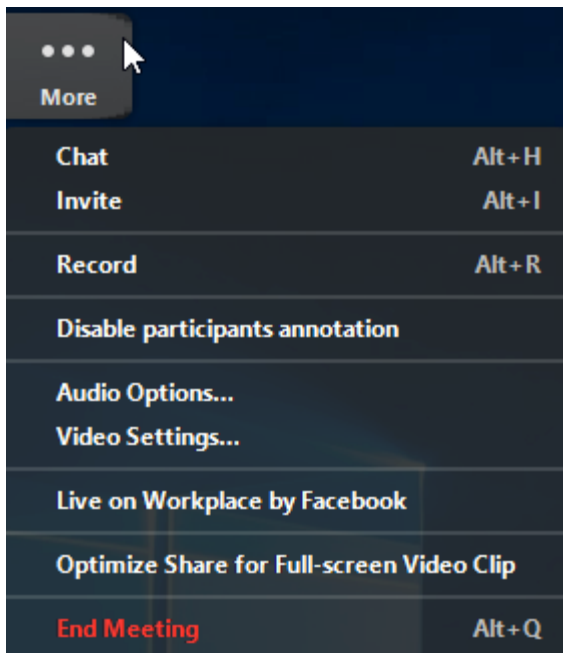 More
Chat Alt+H
Invite Alt+I
Record Alt+R
Disable participants annotation
Audio Options...
Video Settings...
Live on Workplace by Facebook
Optimize Share for Full-screen Video Clip
End Meeting Alt+Q